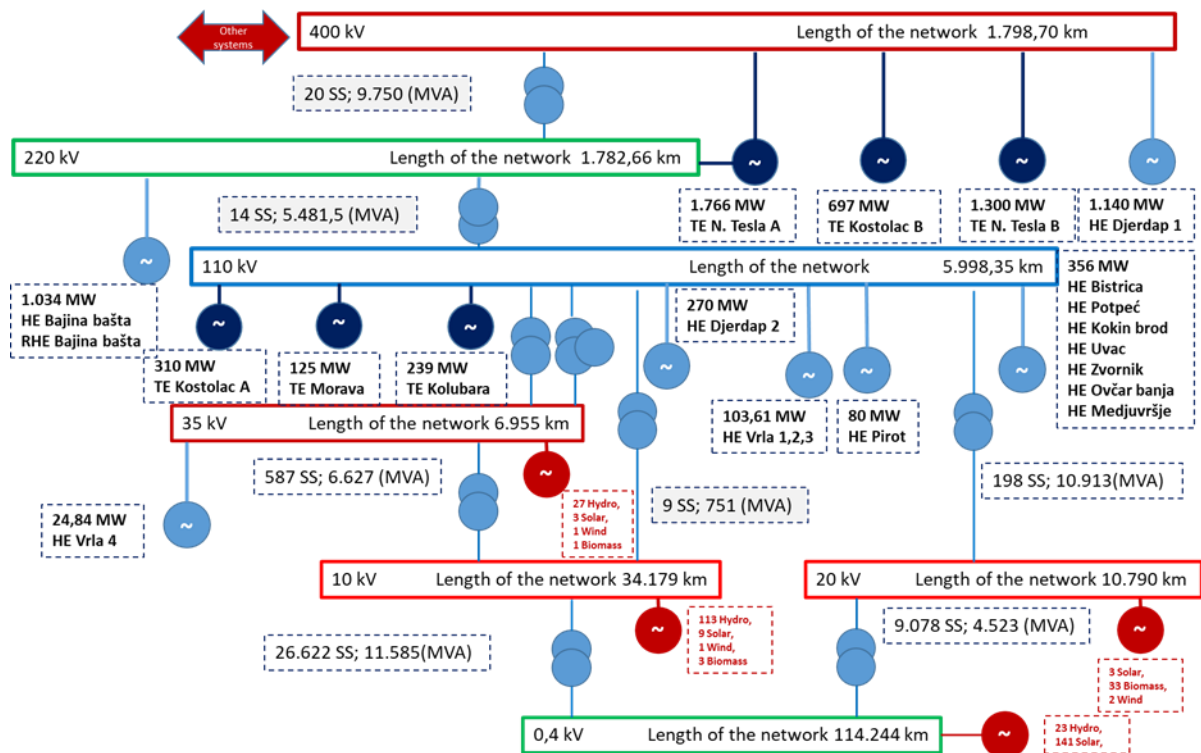 Other
systems
400 kV Length of the network 1.798,70 km
20 SS; 9.750 (MVA)
220 kV Length of the network 1.782,66 km
~
~
~
~
1.766 MW
TE N. Tesla A
697 MW
TE Kostolac B
1.300 MW
TE N. Tesla B
1.140 MW
HE Djerdap 1
14 SS; 5.481,5 (MVA)
~
110 kV Length of the network 5.998,35 km
1.034 MW
HE Bajina bašta
RHE Bajina bašta
~
~
~
~
~
~
~
310 MW
TE Kostolac A
125 MW
TE Morava
239 MW
TE Kolubara
270 MW
HE Djerdap 2
103,61 MW
HE Vrla 1,2,3
80 MW
HE Pirot
356 MW
HE Bistrica
HE Potpeć
HE Kokin brod
HE Uvac
HE Zvornik
HE Ovčar banja
HE Medjuvršje
35 kV Length of the network 6.955 km
587 SS; 6.627 (MVA)
~
27 Hydro,
3 Solar,
1 Wind
1 Biomass
9 SS; 751 (MVA)
198 SS; 10.913(MVA)
~
24,84 MW
HE Vrla 4
10 kV Length of the network 34.179 km
20 kV Length of the network 10.790 km
26.622 SS; 11.585(MVA)
~
113 Hydro,
9 Solar,
1 Wind,
3 Biomass
9.078 SS; 4.523 (MVA)
~
3 Solar,
33 Biomass,
2 Wind
0,4 kV Length of the network 114.244 km
~
23 Hydro,
141 Solar,